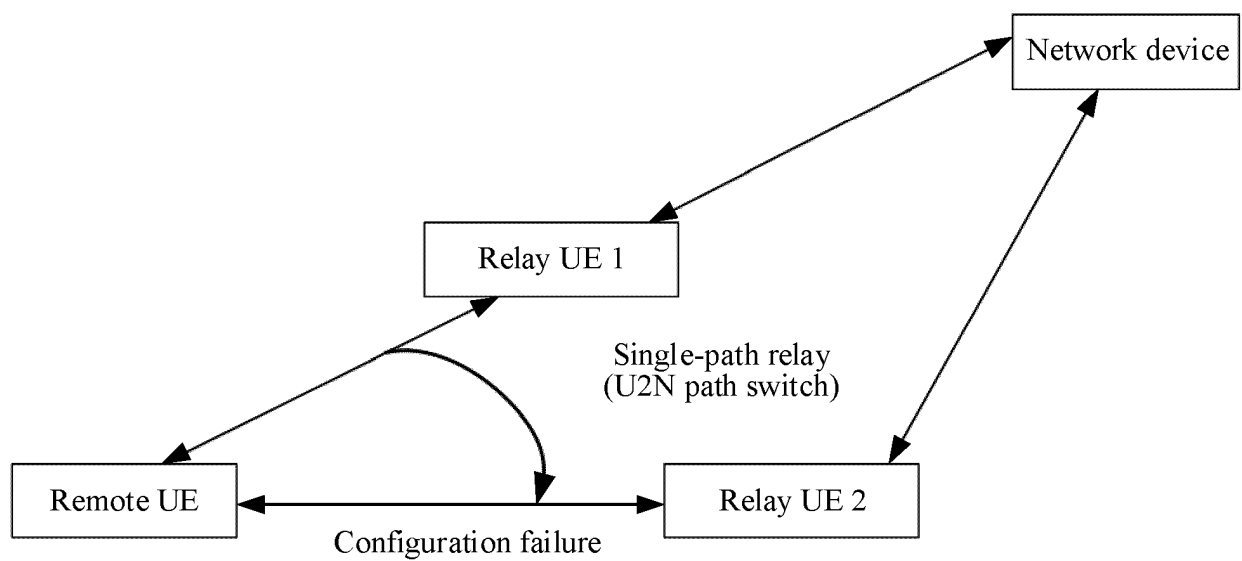 Network device
Relay UE 1
Single-path relay
(U2N path switch)
Remote UE
Relay UE 2
Configuration failure